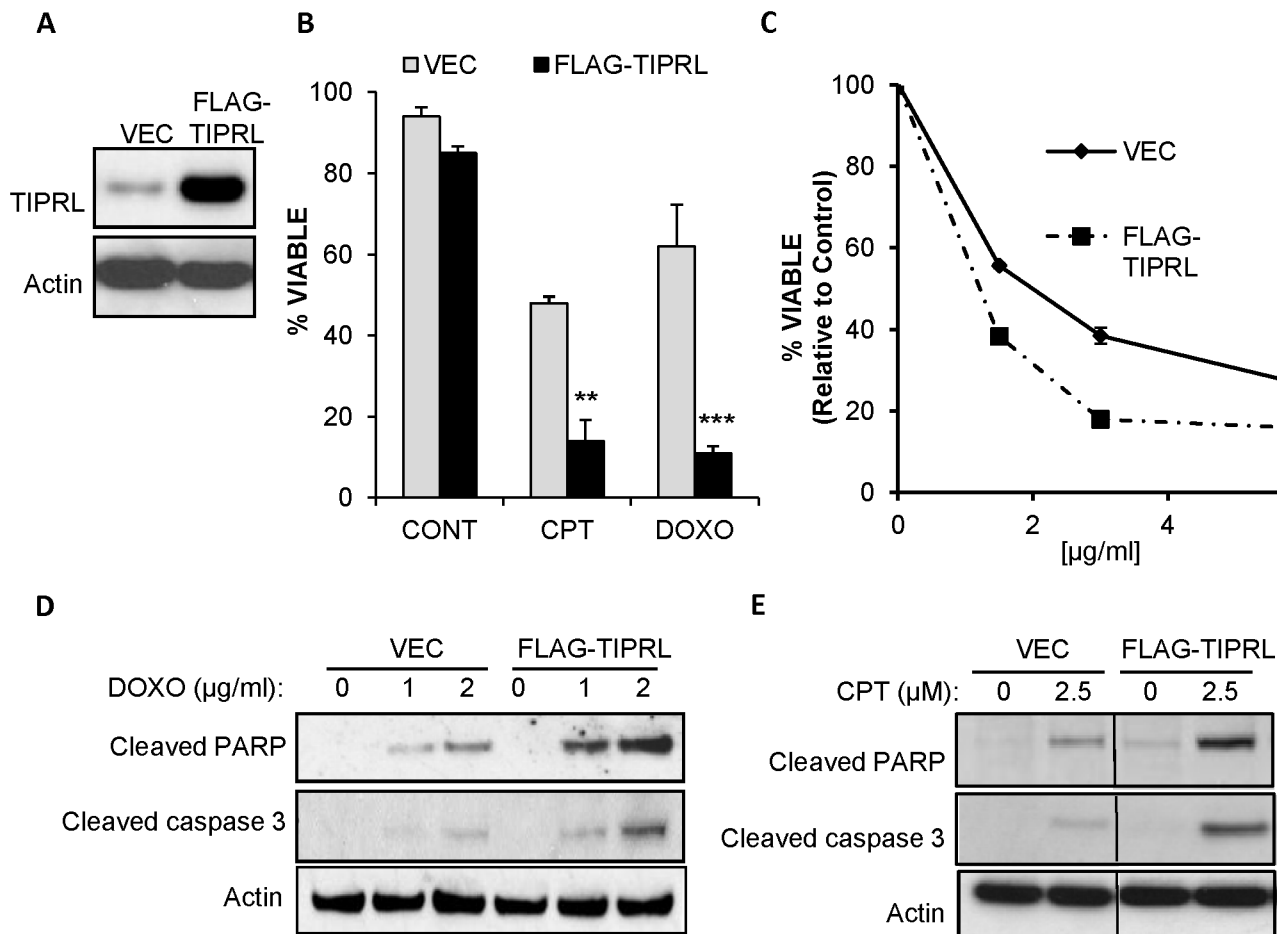 A
VEC
FLAG-
TIPRL
TIPRL
Actin
B
VEC FLAG-TIPRL
100
80
60
40
20
0
% VIABLE
**
***
CONT CPT DOXO
C
100
80
60
40
20
0
% VIABLE
(Relative to Control)
VEC
FLAG-
TIPRL
0 2 4
[µg/ml]
D
VEC FLAG-TIPRL
DOXO (µg/ml): 0 1 2 0 1 2
Cleaved PARP
Cleaved caspase 3
Actin
E
VEC FLAG-TIPRL
CPT (µM): 0 2.5 0 2.5
Cleaved PARP
Cleaved caspase 3
Actin